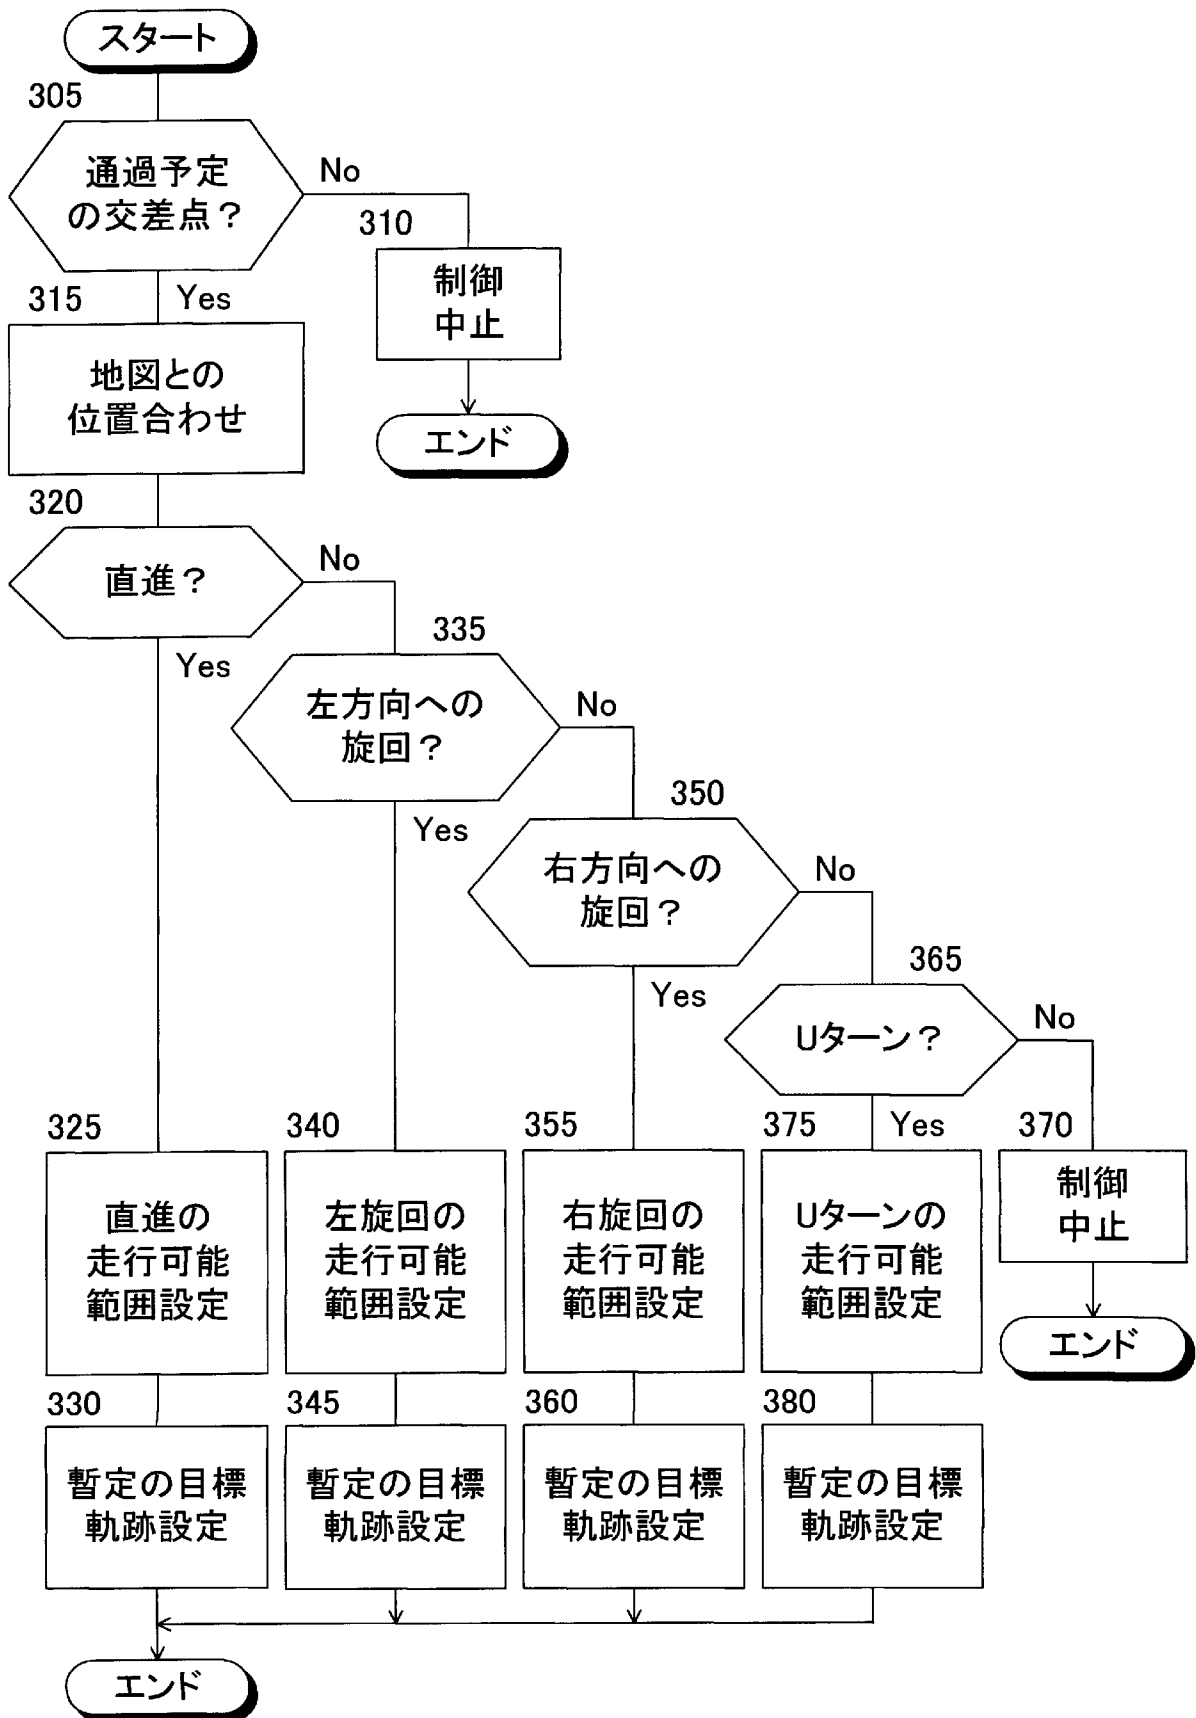 スタート
305
通過予定
の交差点？
No
310
制御
中止
エンド
315
Yes
地図との
位置合わせ
320
直進？
No
Yes
335
左方向への
旋回？
No
Yes
350
右方向への
旋回？
No
Yes
365
Uターン？
No
Yes
325
直進の
走行可能
範囲設定
340
左旋回の
走行可能
範囲設定
355
右旋回の
走行可能
範囲設定
375
Uターンの
走行可能
範囲設定
370
制御
中止
エンド
330
暫定の目標
軌跡設定
345
暫定の目標
軌跡設定
360
暫定の目標
軌跡設定
380
暫定の目標
軌跡設定
エンド